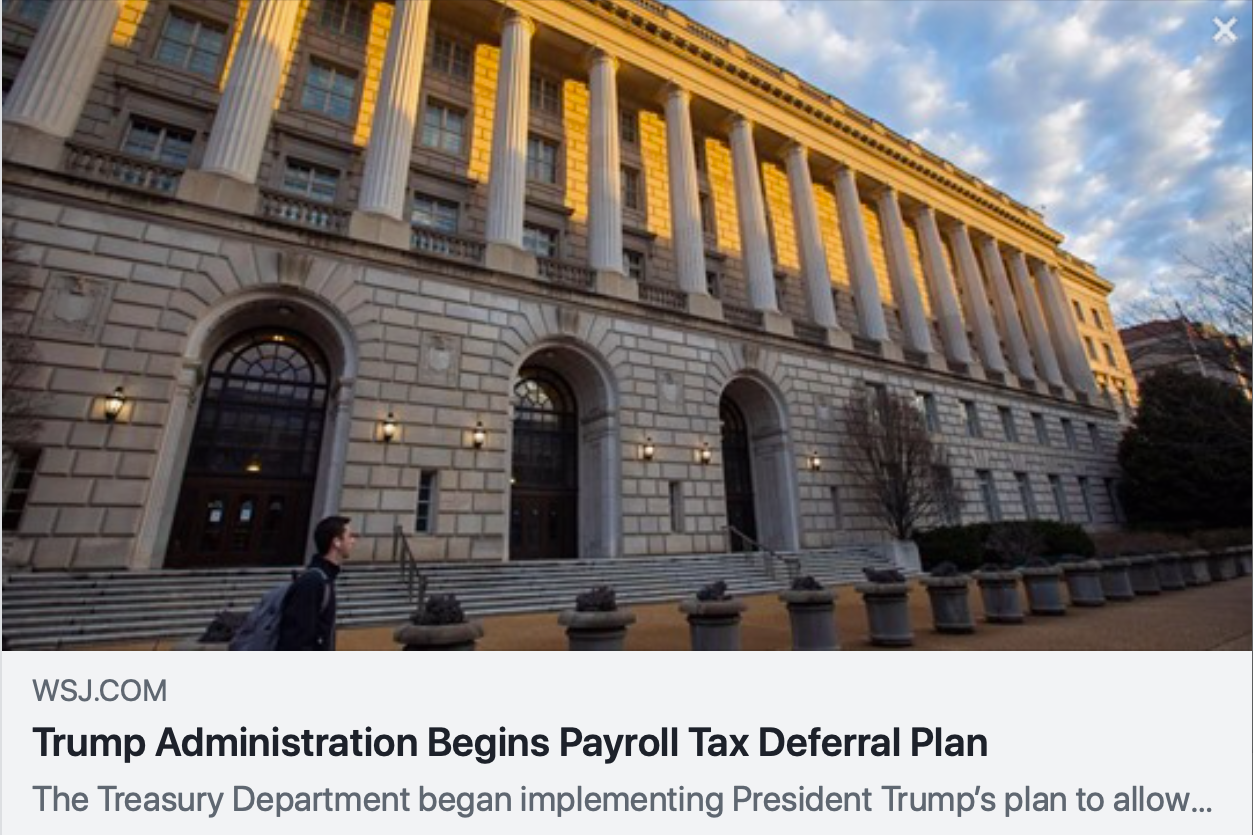 WSJ.COM
Trump Administration Begins Payroll Tax Deferral Plan
The Treasury Department began implementing President Trump’s plan to allow...